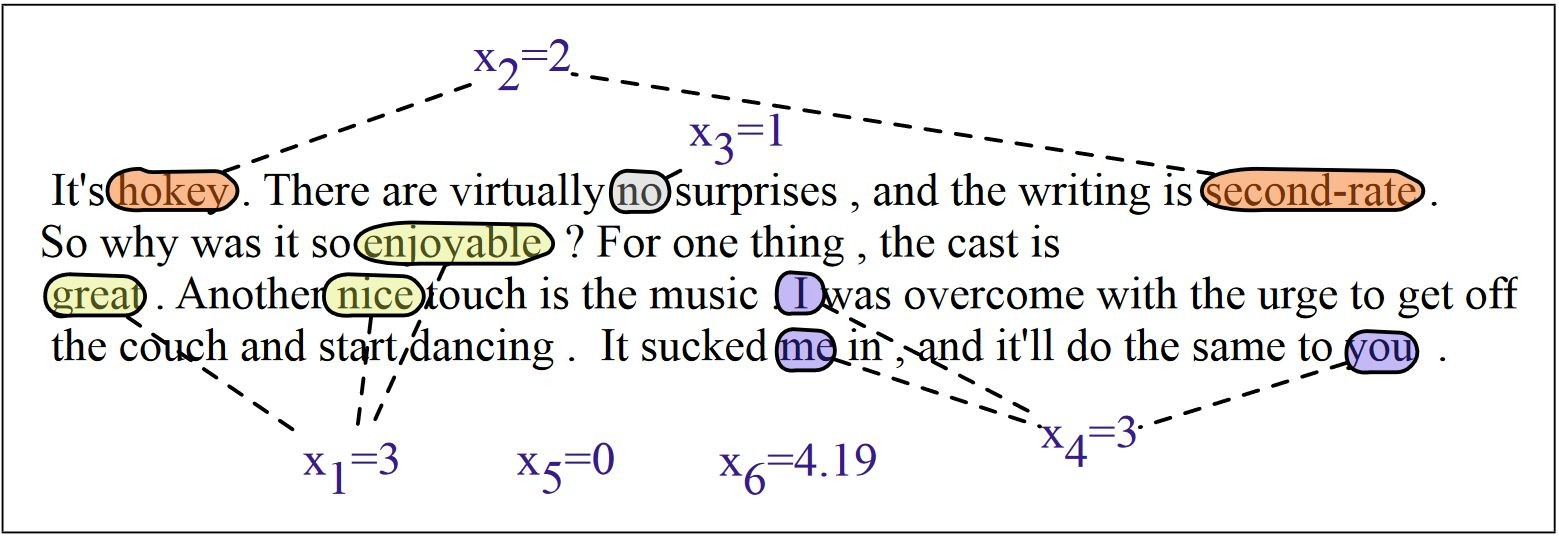 x2=2
x3=1
It's hokey . There are virtually no surprises , and the writing is second-rate .
So why was it so enjoyable ? For one thing , the cast is
great . Another nice touch is the music . I was overcome with the urge to get off
the couch and start dancing . It sucked me in , and it'll do the same to you .
x4=3
x1=3 x5=0 x6=4.19